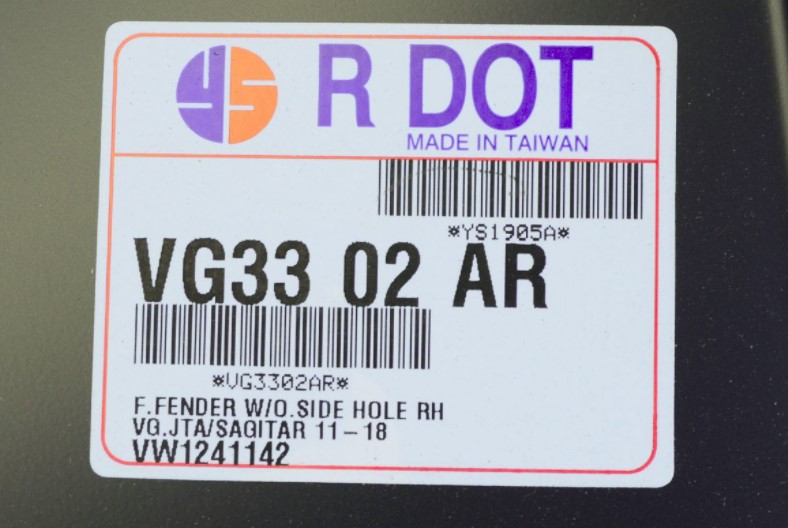 YS R DOT
MADE IN TAIWAN
*YS1905A*
VG33 02 AR
*VG3302AR*
F.FENDER W/O.SIDE HOLE RH
VG.JTA/SAGITAR 11-18
VW1241142